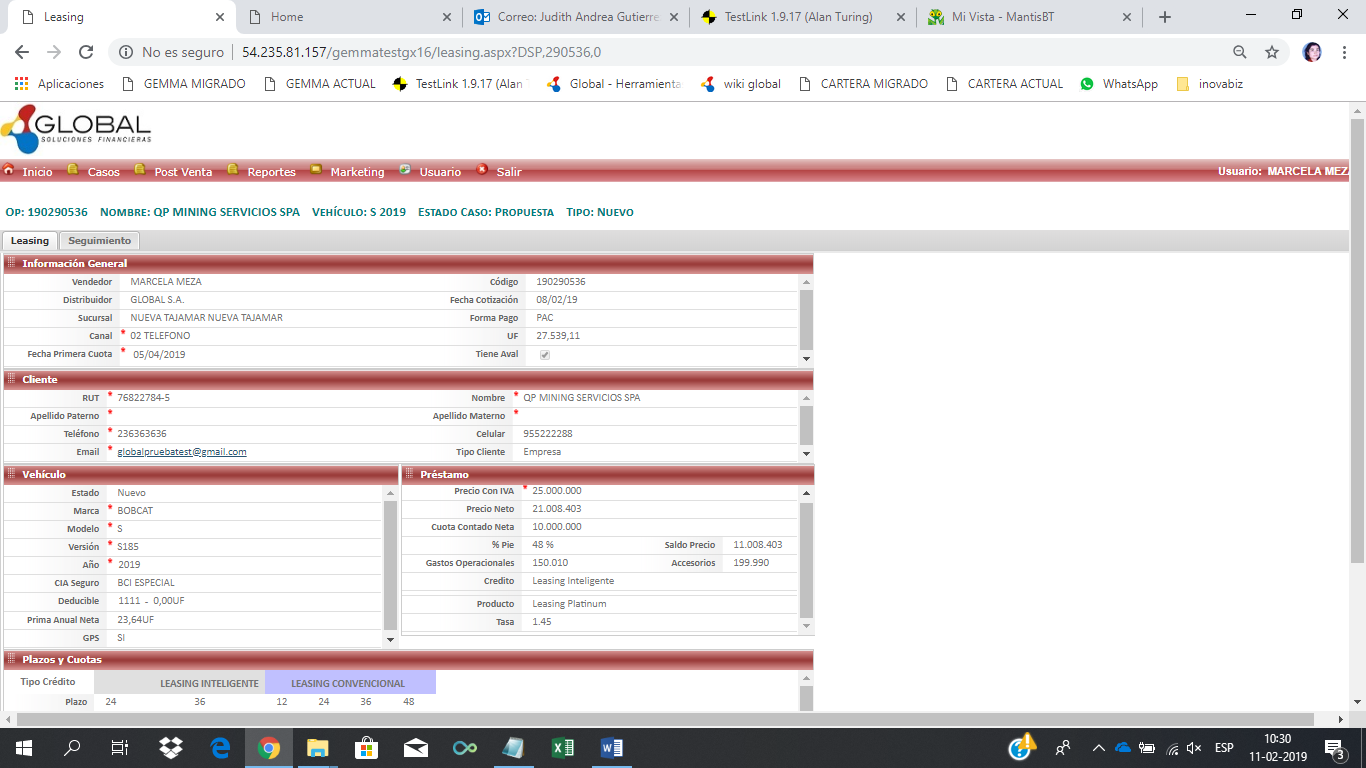 Leasing
Home
Correo: Judith Andrea Gutierre
TestLink 1.9.17 (Alan Turing)
Mi Vista - MantisBT
No es seguro 54.235.81.157/gemmatestgx16/leasing.aspx?DSP,290536,0
Aplicaciones GEMMA MIGRADO GEMMA ACTUAL TestLink 1.9.17 (Alan Global - Herramienta wiki global CARTERA MIGRADO CARTERA ACTUAL WhatsApp inovabiz
GLOBAL
SOLUCIONES FINANCIERAS
Inicio Casos Post Venta Reportes Marketing Usuario Salir Usuario: MARCELA MEZA
OP: 190290536 NOMBRE: QP MINING SERVICIOS SPA VEHÍCULO: S 2019 ESTADO CASO: PROPUESTA TIPO: NUEVO
Leasing Seguimiento
Información General
Vendedor MARCELA MEZA Código 190290536
Distribuidor GLOBAL S.A. Fecha Cotización 08/02/19
Sucursal NUEVA TAJAMAR NUEVA TAJAMAR Forma Pago PAC
Canal * 02 TELEFONO UF 27.539,11
Fecha Primera Cuota * 05/04/2019 Tiene Aval
Cliente
RUT * 76822784-5 Nombre * QP MINING SERVICIOS SPA
Apellido Paterno * Apellido Materno *
Teléfono * 236363636 Celular 955222288
Email * globalpruebatest@gmail.com Tipo Cliente Empresa
Vehículo
Estado Nuevo
Marca * BOBCAT
Modelo * S
Versión * S185
Año * 2019
CIA Seguro BCI ESPECIAL
Deducible 1111 - 0,00UF
Prima Anual Neta 23,64UF
GPS SI
Préstamo
Precio Con IVA * 25.000.000
Precio Neto 21.008.403
Cuota Contado Neta 10.000.000
% Pie 48 % Saldo Precio 11.008.403
Gastos Operacionales 150.010 Accesorios 199.990
Credito Leasing Inteligente
Producto Leasing Platinum
Tasa 1.45
Plazos y Cuotas
Tipo Crédito LEASING INTELIGENTE LEASING CONVENCIONAL
Plazo 24 36 12 24 36 48
ESP
10:30
11-02-2019
3